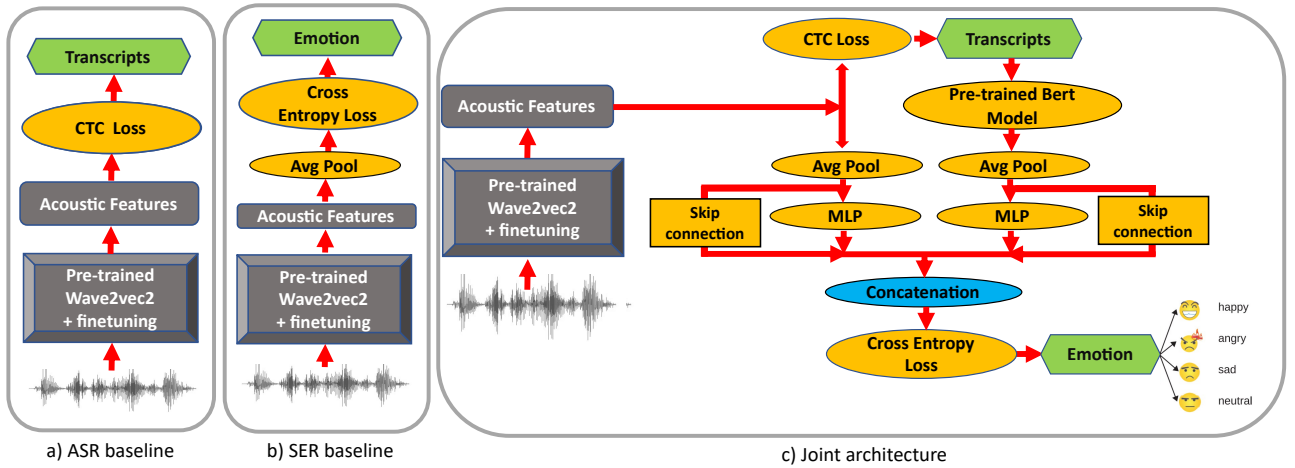 Transcripts
CTC Loss
Acoustic Features
Pre-trained
Wave2vec2
+ finetuning
a) ASR baseline
Emotion
Cross
Entropy Loss
Avg Pool
Acoustic Features
Pre-trained
Wave2vec2
+ finetuning
b) SER baseline
Acoustic Features
Pre-trained
Wave2vec2
+ finetuning
CTC Loss
Transcripts
Pre-trained Bert
Model
Avg Pool
Avg Pool
Skip
connection
MLP
MLP
Skip
connection
Concatenation
Cross Entropy
Loss
Emotion
happy
angry
sad
neutral
c) Joint architecture